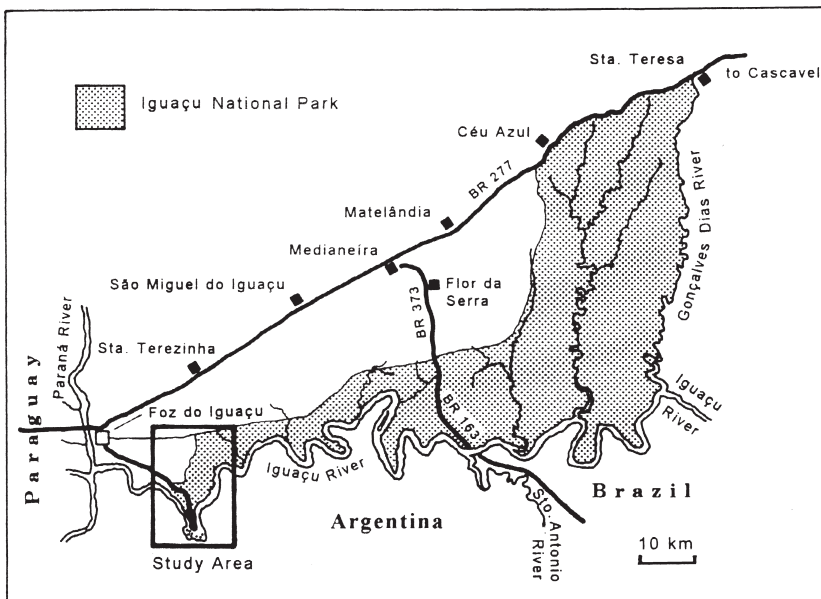 Sta. Teresa
to Cascavel
Iguaçu National Park
Céu Azul
BR 277
Gonçalves Dias River
Matelândia
Medianeira
Flor da
Serra
São Miguel do Iguaçu
BR 373
Paraná River
Sta. Terezinha
Paraguay
Foz do Iguaçu
Iguaçu
River
BR 163
Iguaçu River
Brazil
Sto. Antonio
River
Argentina
10 km
Study Area